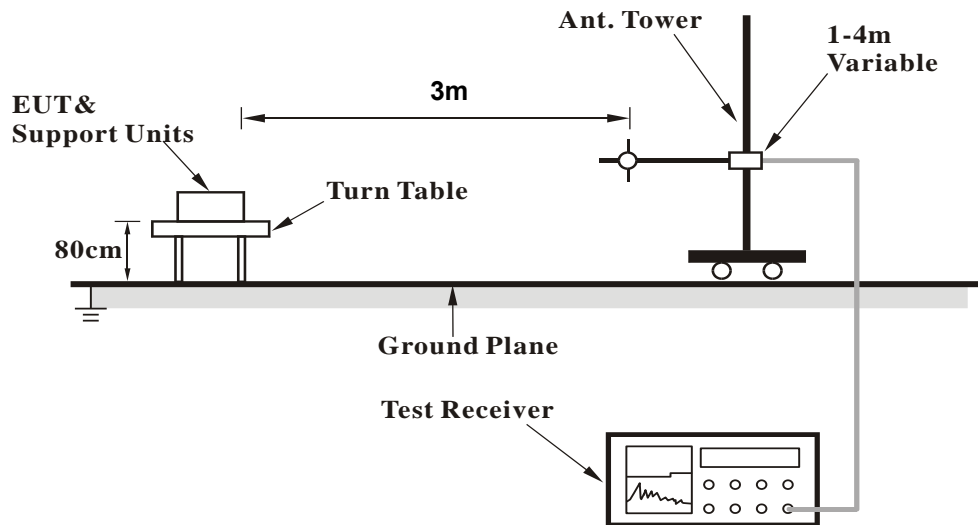 Ant. Tower
1-4m
Variable
3m
EUT&
Support Units
Turn Table
80cm
Ground Plane
Test Receiver